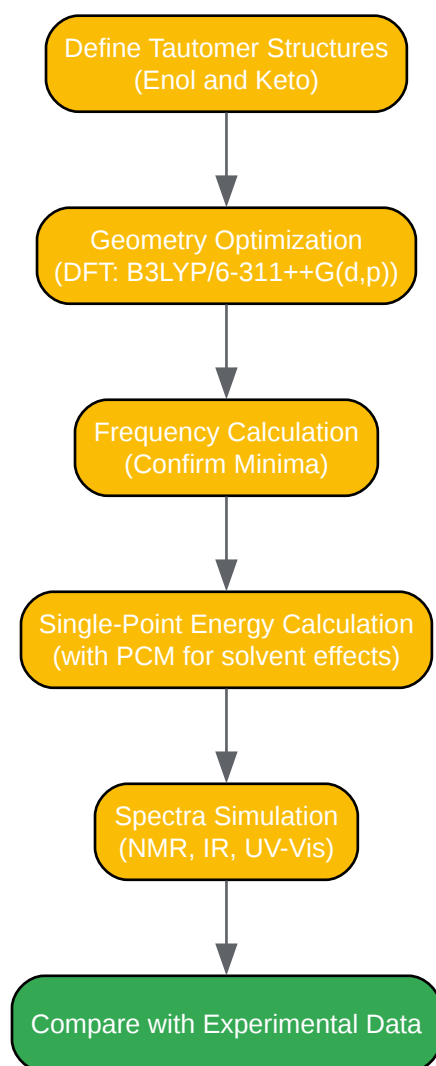 Define Tautomer Structures
(Enol and Keto)
Geometry Optimization
(DFT: B3LYP/6-311++G(d,p))
Frequency Calculation
(Confirm Minima)
Single-Point Energy Calculation
(with PCM for solvent effects)
Spectra Simulation
(NMR, IR, UV-Vis)
Compare with Experimental Data